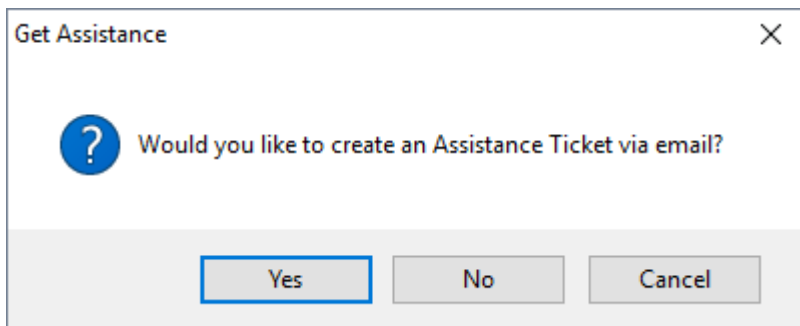 Get Assistance
?
Would you like to create an Assistance Ticket via email?
Yes No Cancel